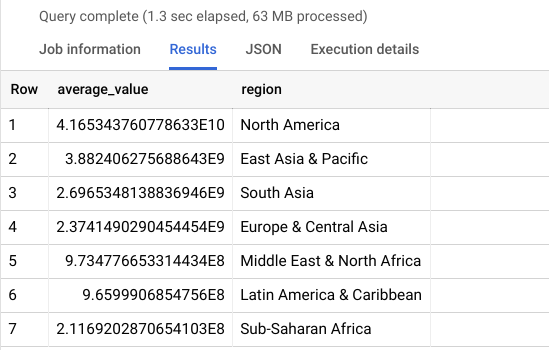 Query complete (1.3 sec elapsed, 63 MB processed)
Job information Results JSON Execution details
Row average_value region
1 4.165343760778633E10 North America
2 3.882406275688643E9 East Asia & Pacific
3 2.6965348138836946E9 South Asia
4 2.3741490290454454E9 Europe & Central Asia
5 9.734776653314434E8 Middle East & North Africa
6 9.6599906854756E8 Latin America & Caribbean
7 2.1169202870654103E8 Sub-Saharan Africa